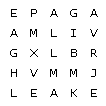 E P A G A
A M L I V
G X L B R
H V M M J
L E A K E